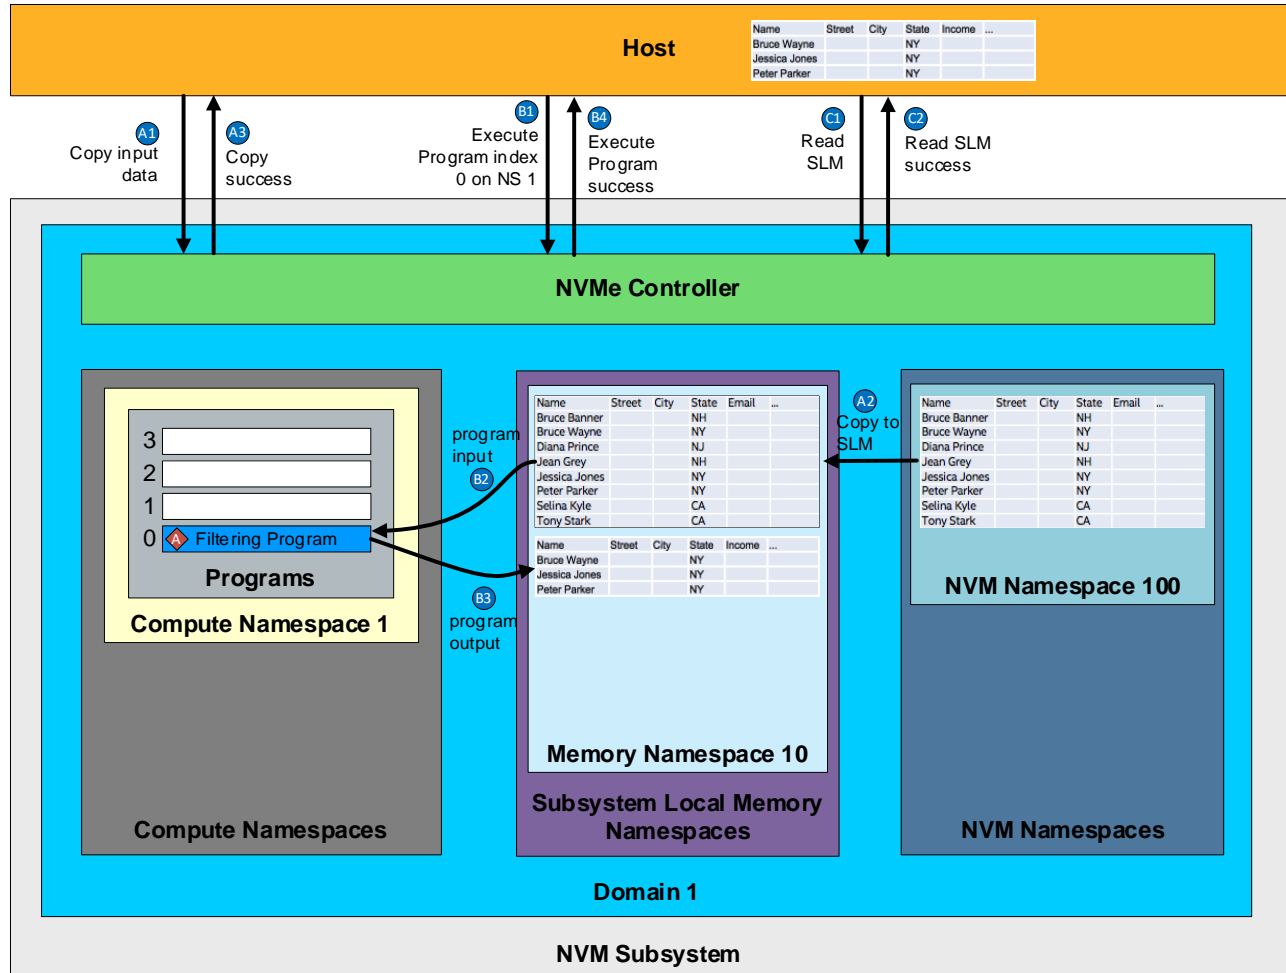 Host
Name Street City State Income ...
Bruce Wayne NY
Jessica Jones NY
Peter Parker NY
A1
Copy input
data
A3
Copy
success
B1
Execute
Program index
0 on NS 1
B4
Execute
Program
success
C1
Read
SLM
C2
Read SLM
success
NVMe Controller
3
2
1
0 A Filtering Program
Programs
Compute Namespace 1
Compute Namespaces
program
input
B2
B3
program
output
Name Street City State Email ...
Bruce Banner NH
Bruce Wayne NY
Diana Prince NJ
Jean Grey NH
Jessica Jones NY
Peter Parker NY
Selina Kyle CA
Tony Stark CA
Name Street City State Income ...
Bruce Wayne NY
Jessica Jones NY
Peter Parker NY
Memory Namespace 10
Subsystem Local Memory
Namespaces
A2
Copy to
SLM
Name Street City State Email ...
Bruce Banner NH
Bruce Wayne NY
Diana Prince NJ
Jean Grey NH
Jessica Jones NY
Peter Parker NY
Selina Kyle CA
Tony Stark CA
NVM Namespace 100
NVM Namespaces
Domain 1
NVM Subsystem